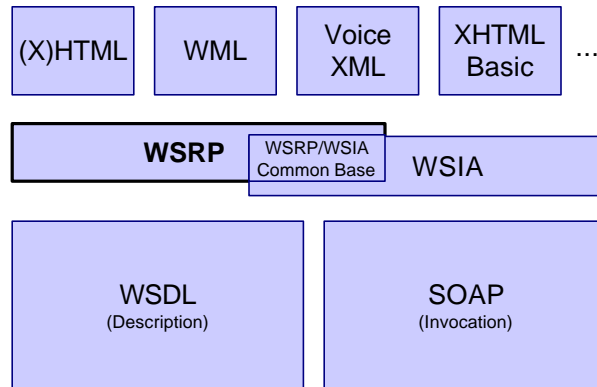 (X)HTML
WML
Voice
XML
XHTML
Basic
...
WSRP
WSRP/WSIA
Common Base
WSIA
WSDL
(Description)
SOAP
(Invocation)